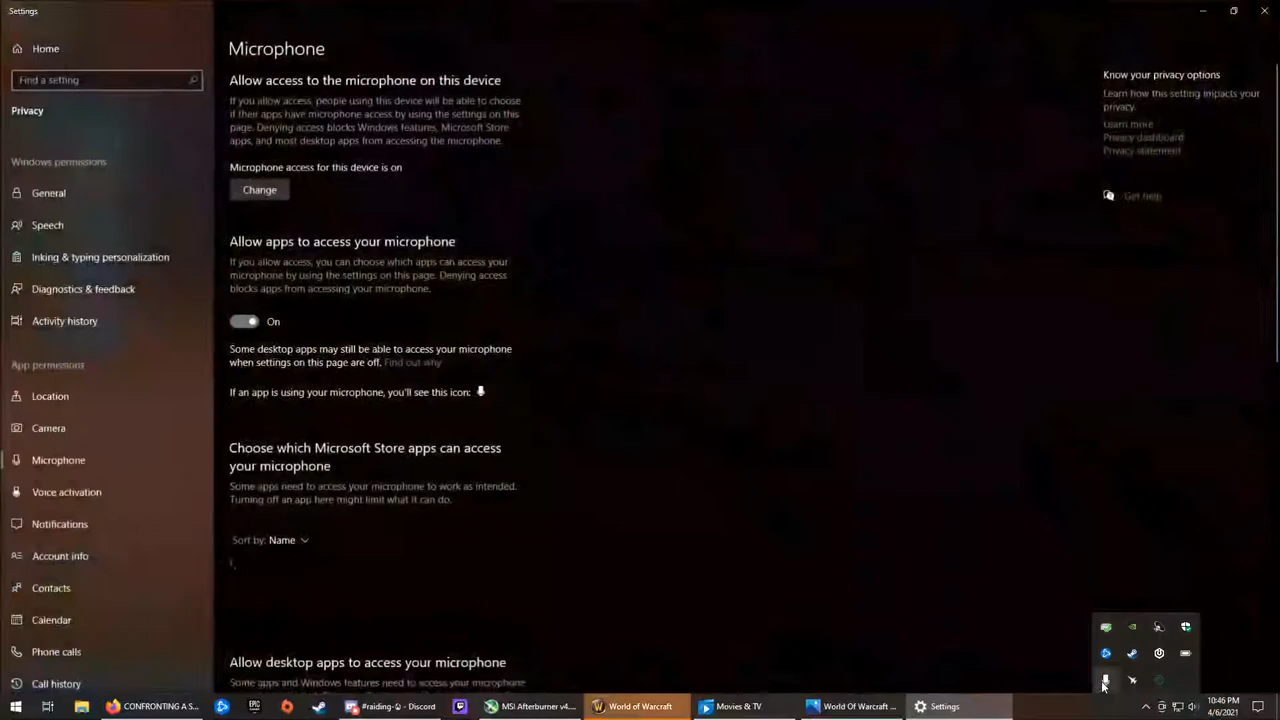 Settings
Home
Find a setting
Privacy
Windows permissions
General
Speech
Inking & typing personalization
Diagnostics & feedback
Activity history
App permissions
Location
Camera
Microphone
Voice activation
Notifications
Account info
Contacts
Calendar
Phone calls
Call history
Microphone
Allow access to the microphone on this device
If you allow access, people using this device will be able to choose
if their apps have microphone access by using the settings on this
page. Denying access blocks Windows features, Microsoft Store
apps, and most desktop apps from accessing the microphone.
Microphone access for this device is on
Change
Allow apps to access your microphone
If you allow access, you can choose which apps can access your
microphone by using the settings on this page. Denying access
blocks apps from accessing your microphone.
On
Some desktop apps may still be able to access your microphone
when settings on this page are off. Find out why
If an app is using your microphone, you'll see this icon:
Choose which Microsoft Store apps can access
your microphone
Some apps need to access your microphone to work as intended.
Turning off an app here might limit what it can do.
Sort by: Name
Allow desktop apps to access your microphone
Some apps and Windows features need to access your microphone
Know your privacy options
Learn how this setting impacts your
privacy.
Learn more
Privacy dashboard
Privacy statement
Get help
CONFRONTING A S...
EPIC
#raiding- - Discord
MSI Afterburner v4....
World of Warcraft
Movies & TV
World Of Warcraft ...
Settings
10:46 PM
4/6/2021